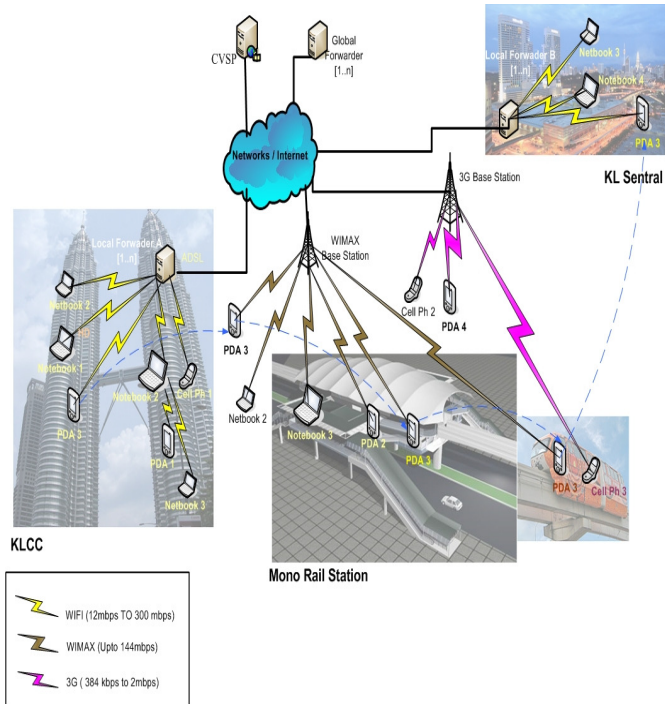 CVSP
Global
Forwarder
[1..n]
Local Forwader B
[1..n]
Netbook 3
Notebook 4
PDA 3
KL Sentral
Networks / Internet
3G Base Station
WIMAX
Base Station
Local Forwader A
[1..n]
ADSL
Netbook 2
Notebook 1
PDA 3
Notebook 2
Cell Ph 1
PDA 1
Netbook 3
KLCC
PDA 3
Netbook 2
Notebook 3
PDA 2
PDA 3
Cell Ph 2
PDA 4
PDA 3
Cell Ph 3
Mono Rail Station
WIFI (12mbps TO 300 mbps)
WIMAX (Upto 144mbps)
3G ( 384 kbps to 2mbps)